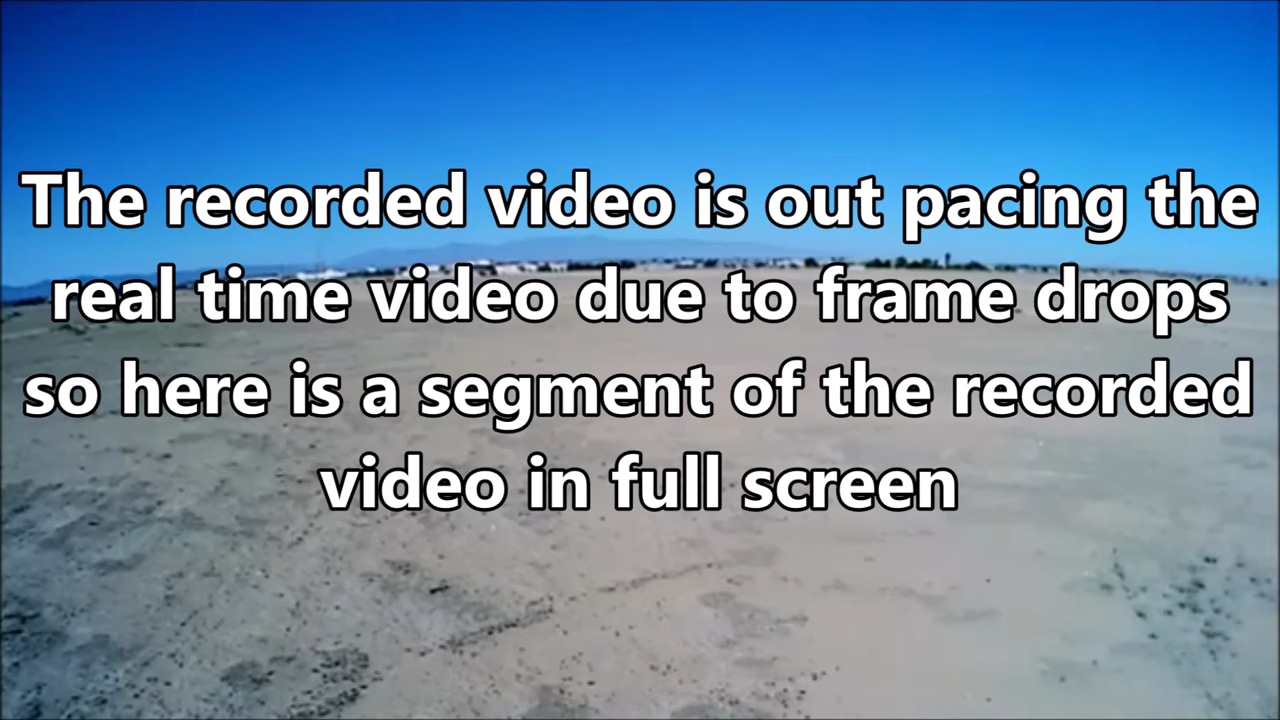 The recorded video is out pacing the
real time video due to frame drops
so here is a segment of the recorded
video in full screen